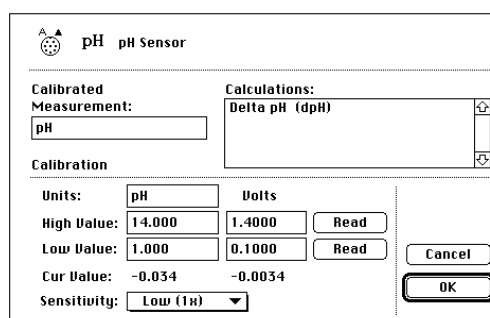 A
pH pH Sensor
Calibrated Measurement:
pH
Calculations:
Delta pH (dpH)
Calibration
Units: pH Volts
High Value: 14.000 1.4000 Read
Low Value: 1.000 0.1000 Read
Cur Value: -0.034 -0.0034
Sensitivity: Low (1x)
Cancel
OK